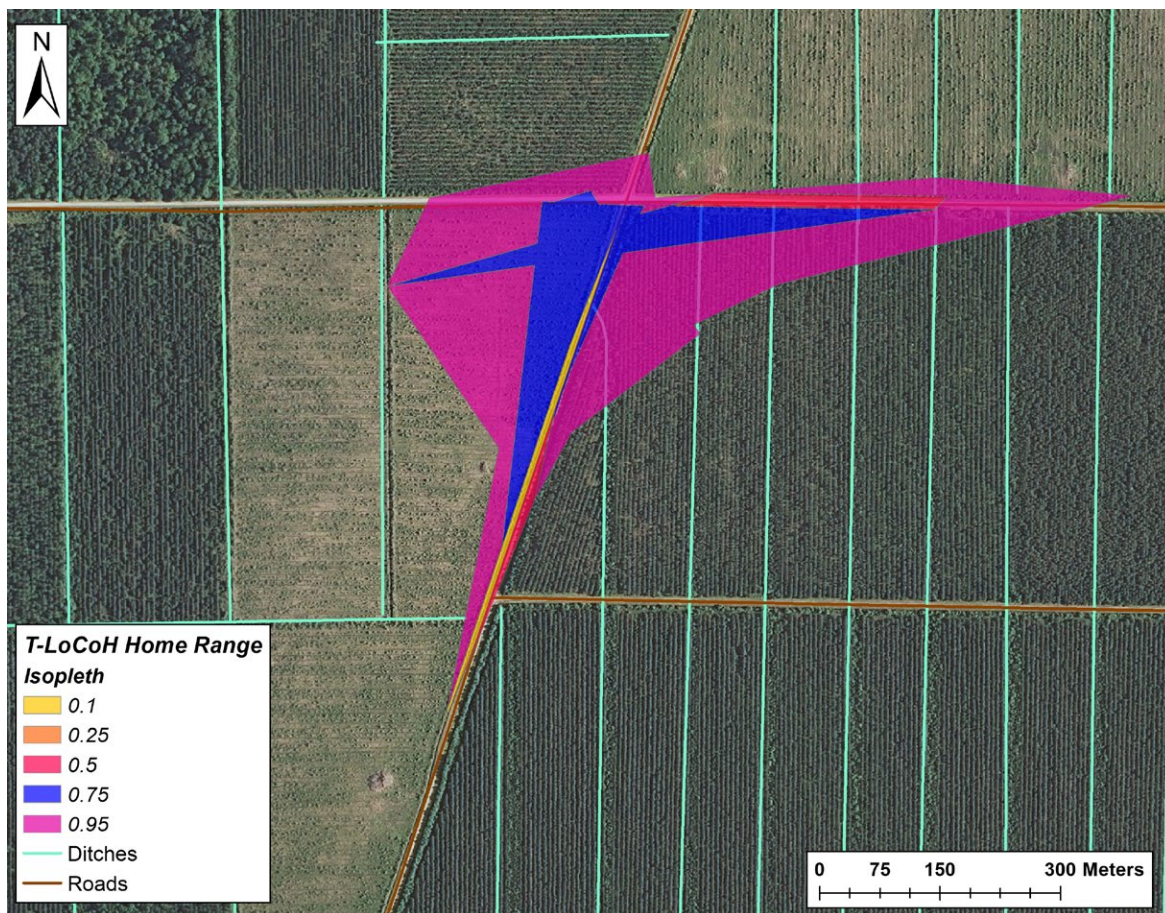 N
T-LoCoH Home Range
Isopleth
0.1
0.25
0.5
0.75
0.95
Ditches
Roads
0 75 150 300 Meters